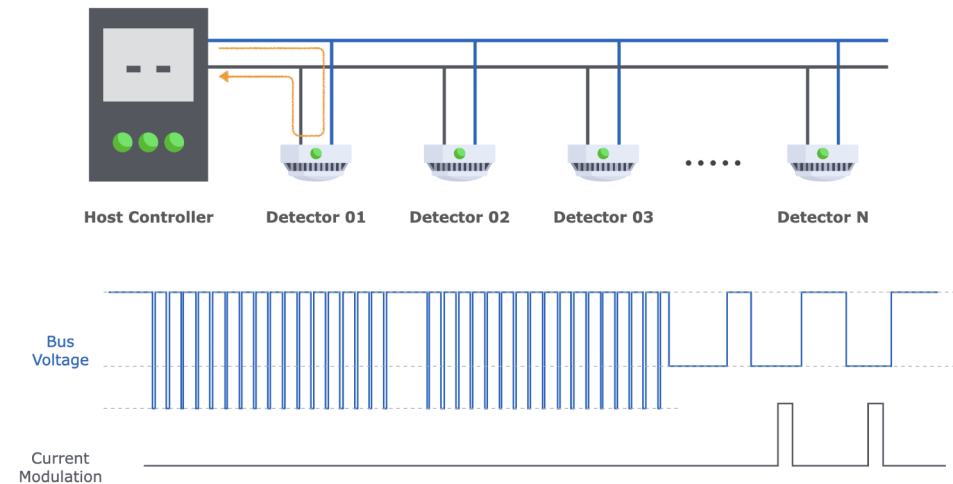 Host Controller
Detector 01
Detector 02
Detector 03
Detector N
Bus
Voltage
Current
Modulation